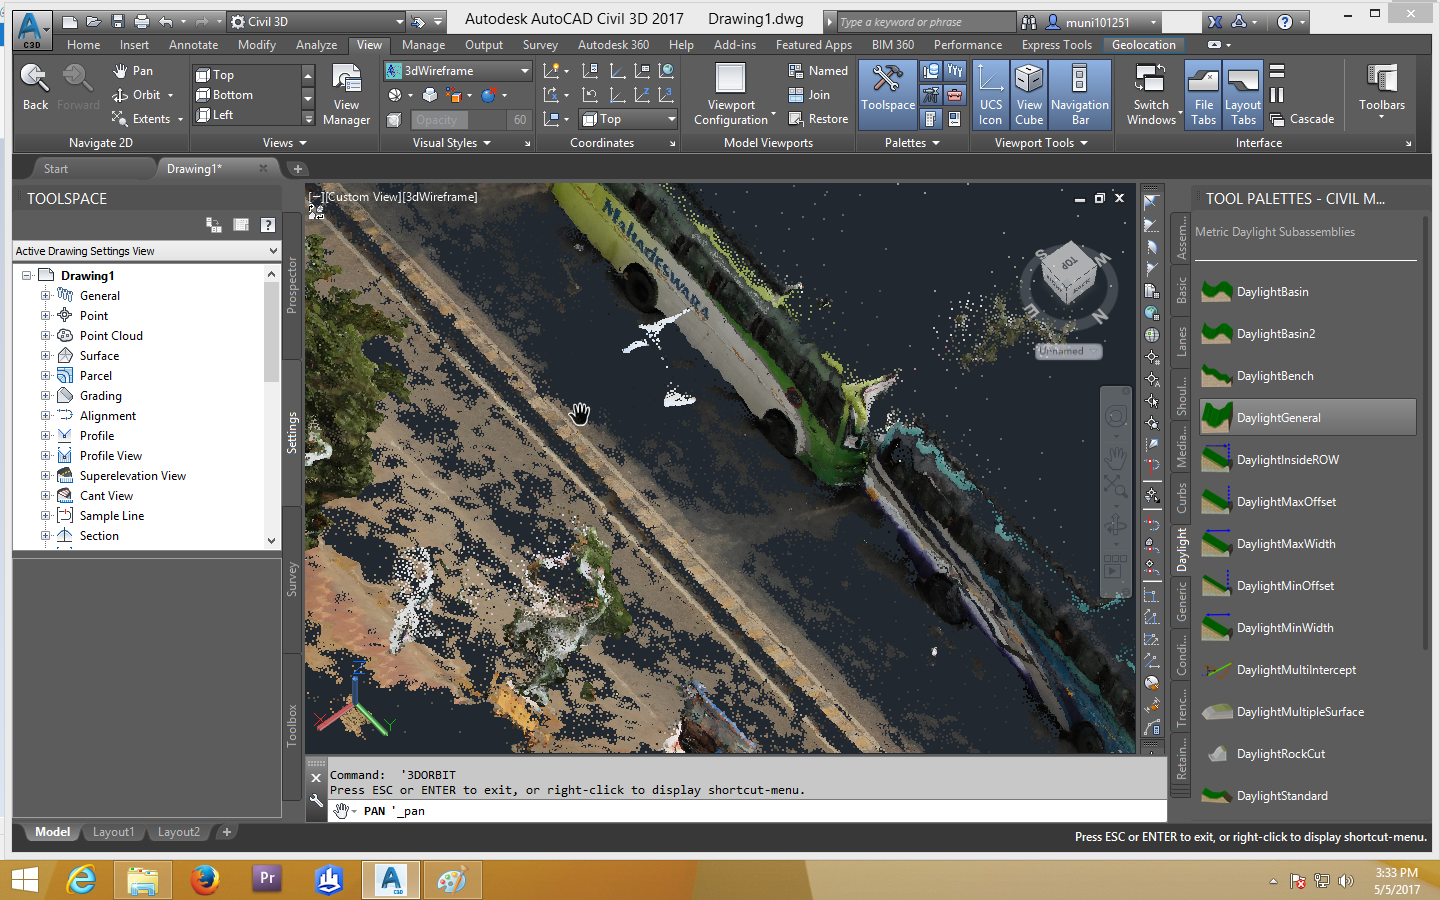 Civil 3D
Autodesk AutoCAD Civil 3D 2017 Drawing1.dwg
Type a keyword or phrase
muni101251
C3D
Home Insert Annotate Modify Analyze View Manage Output Survey Autodesk 360 Help Add-ins Featured Apps BIM 360 Performance Express Tools Geolocation
Pan
Orbit
Extents
Back Forward
Navigate 2D
Top
Bottom
Left
View
Manager
Views
3dWireframe
Opacity 60
Visual Styles
Top
Coordinates
Viewport
Configuration
Named
Join
Restore
Model Viewports
Toolspace
Palettes
UCS
Icon
View
Cube
Navigation
Bar
Viewport Tools
Switch
Windows
File
Tabs
Layout
Tabs
Cascade
Interface
Toolbars
Start
Drawing1*
TOOLSPACE
Active Drawing Settings View
Drawing1
General
Point
Point Cloud
Surface
Parcel
Grading
Alignment
Profile
Profile View
Superelevation View
Cant View
Sample Line
Section
Prospector
Settings
Survey
Toolbox
[−][Custom View][3dWireframe]
Mahadeswara
TOP
S
W
E
N
Unnamed
Z
X
Y
TOOL PALETTES - CIVIL M...
Metric Daylight Subassemblies
DaylightBasin
DaylightBasin2
DaylightBench
DaylightGeneral
DaylightInsideROW
DaylightMaxOffset
DaylightMaxWidth
DaylightMinOffset
DaylightMinWidth
DaylightMultiIntercept
DaylightMultipleSurface
DaylightRockCut
DaylightStandard
Assem...
Basic
Lanes
Shoul...
Media...
Curbs
Daylight
Generic
Condi...
Trenc...
Retain...
Command: '3DORBIT
Press ESC or ENTER to exit, or right-click to display shortcut-menu.
PAN '_pan
Model Layout1 Layout2
Press ESC or ENTER to exit, or right-click to display shortcut-menu.
Pr
C3D
3:33 PM
5/5/2017